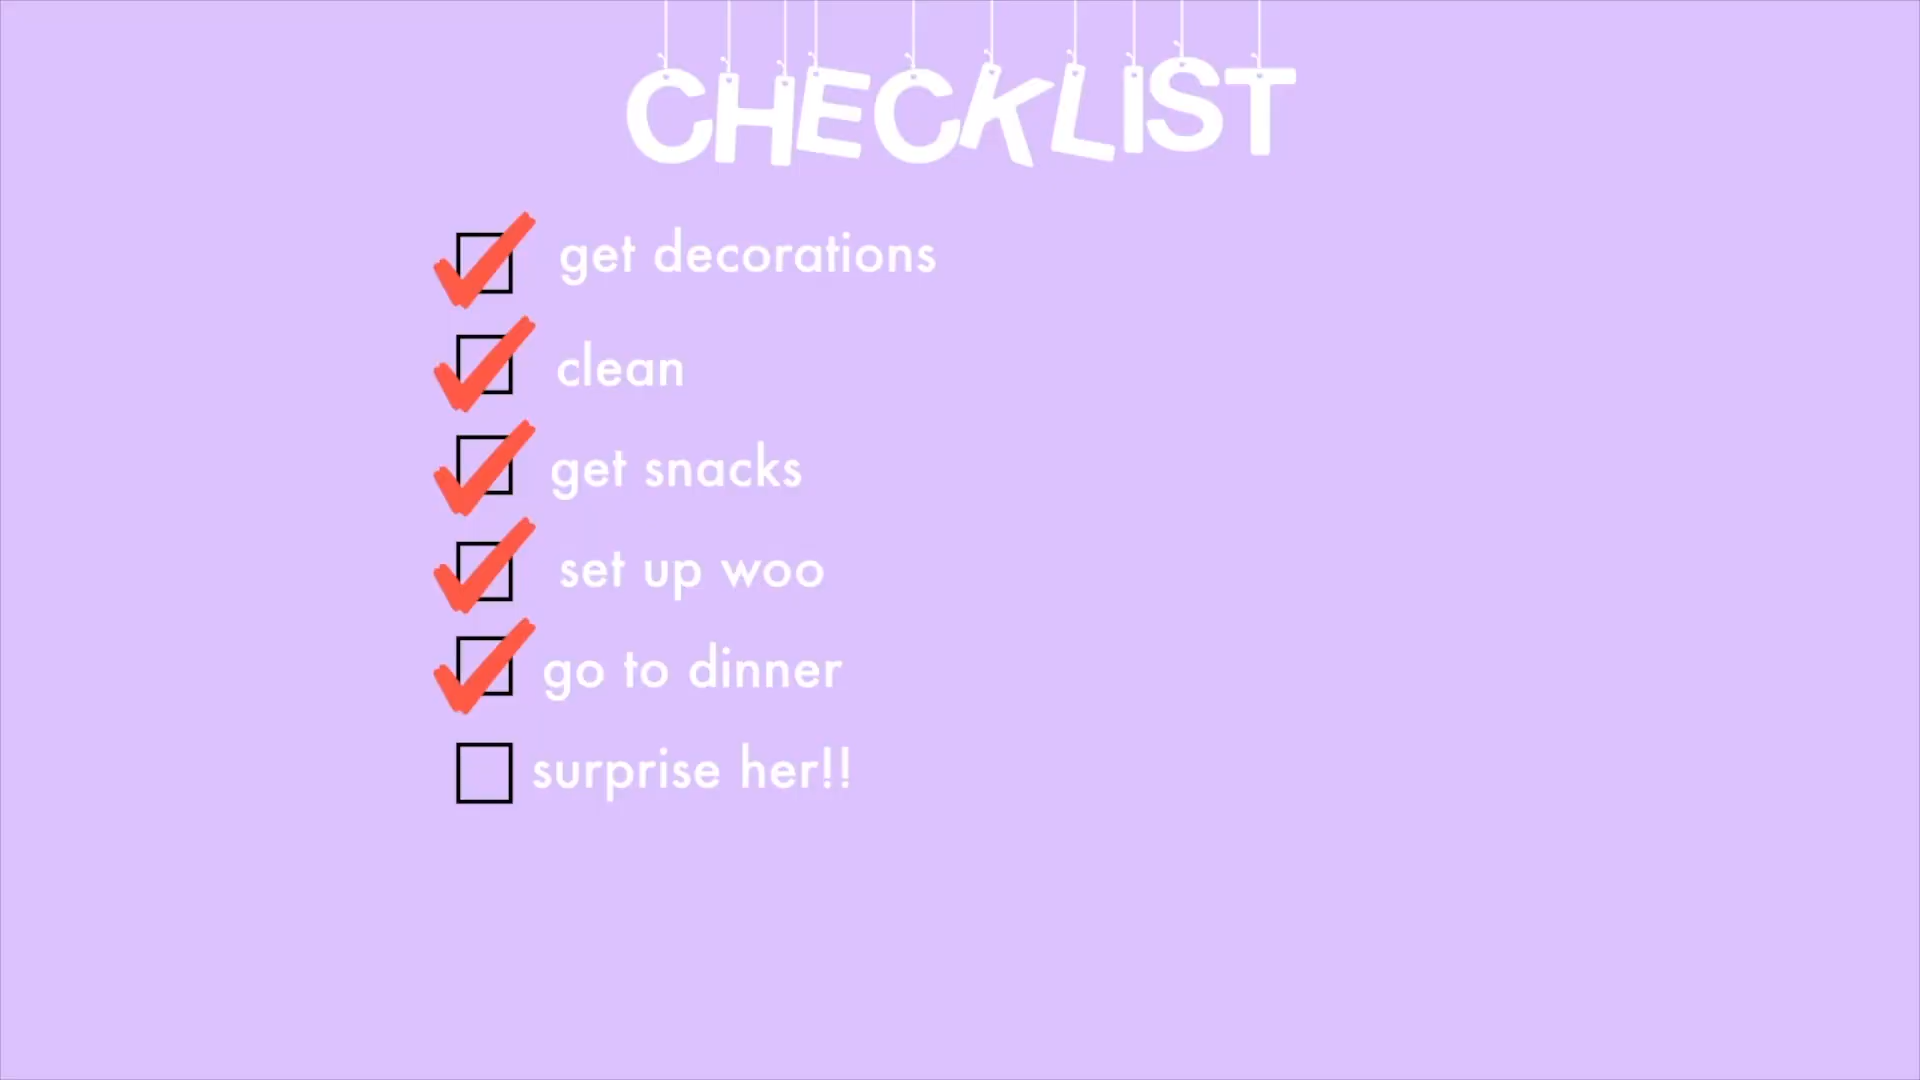 CHECKLIST
get decorations
clean
get snacks
set up woo
go to dinner
surprise her!!